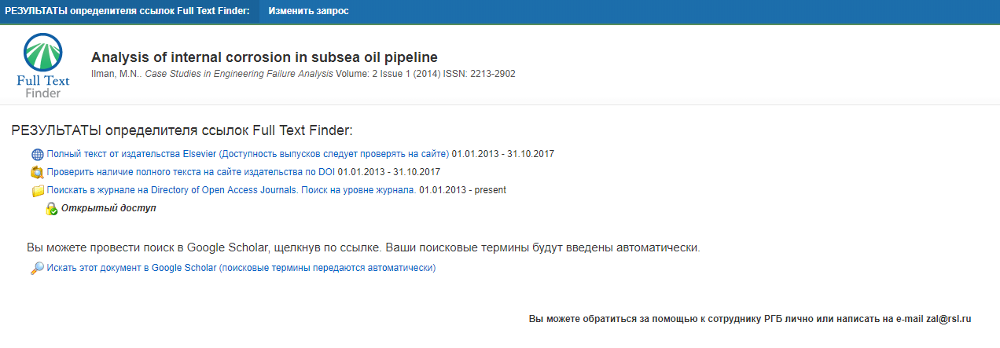 РЕЗУЛЬТАТЫ определителя ссылок Full Text Finder: Изменить запрос
Full Text
Finder
Analysis of internal corrosion in subsea oil pipeline
Ilman, M.N.. Case Studies in Engineering Failure Analysis Volume: 2 Issue 1 (2014) ISSN: 2213-2902
РЕЗУЛЬТАТЫ определителя ссылок Full Text Finder:
Полный текст от издательства Elsevier (Доступность выпусков следует проверять на сайте) 01.01.2013 - 31.10.2017
Проверить наличие полного текста на сайте издательства по DOI 01.01.2013 - 31.10.2017
Поискать в журнале на Directory of Open Access Journals. Поиск на уровне журнала. 01.01.2013 - present
Открытый доступ
Вы можете провести поиск в Google Scholar, щелкнув по ссылке. Ваши поисковые термины будут введены автоматически.
Искать этот документ в Google Scholar (поисковые термины передаются автоматически)
Вы можете обратиться за помощью к сотруднику РГБ лично или написать на e-mail zal@rsl.ru